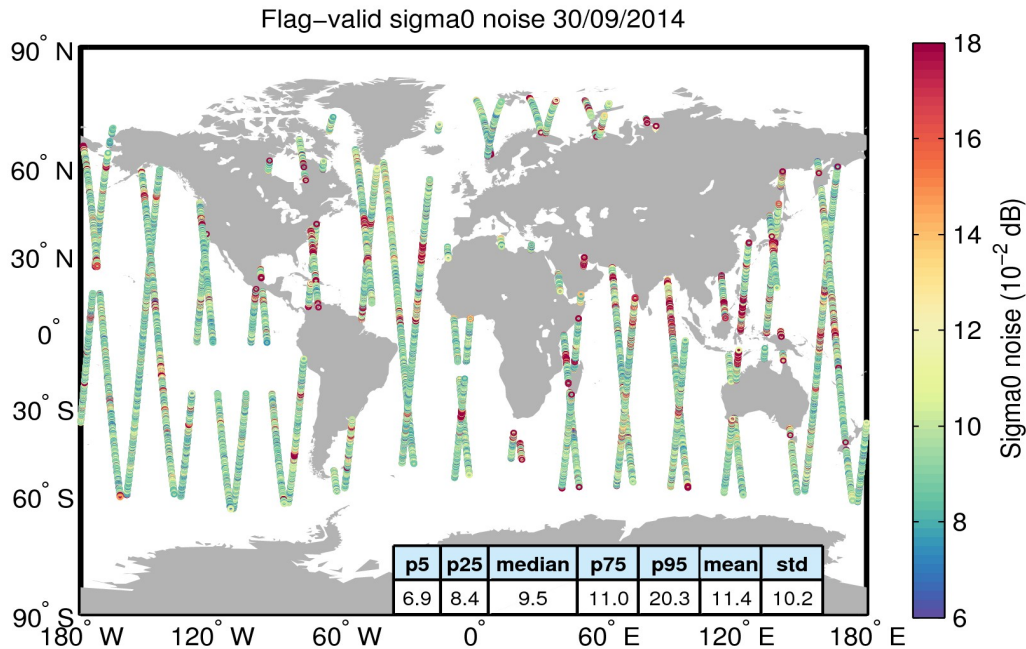 Flag−valid sigma0 noise 30/09/2014
90° N
60° N
30° N
0°
30° S
60° S
90° S
180° W
120° W
60° W
0°
60° E
120° E
180° E
p5 p25 median p75 p95 mean std
6.9 8.4 9.5 11.0 20.3 11.4 10.2
18
16
14
12
10
8
6
Sigma0 noise (10⁻² dB)